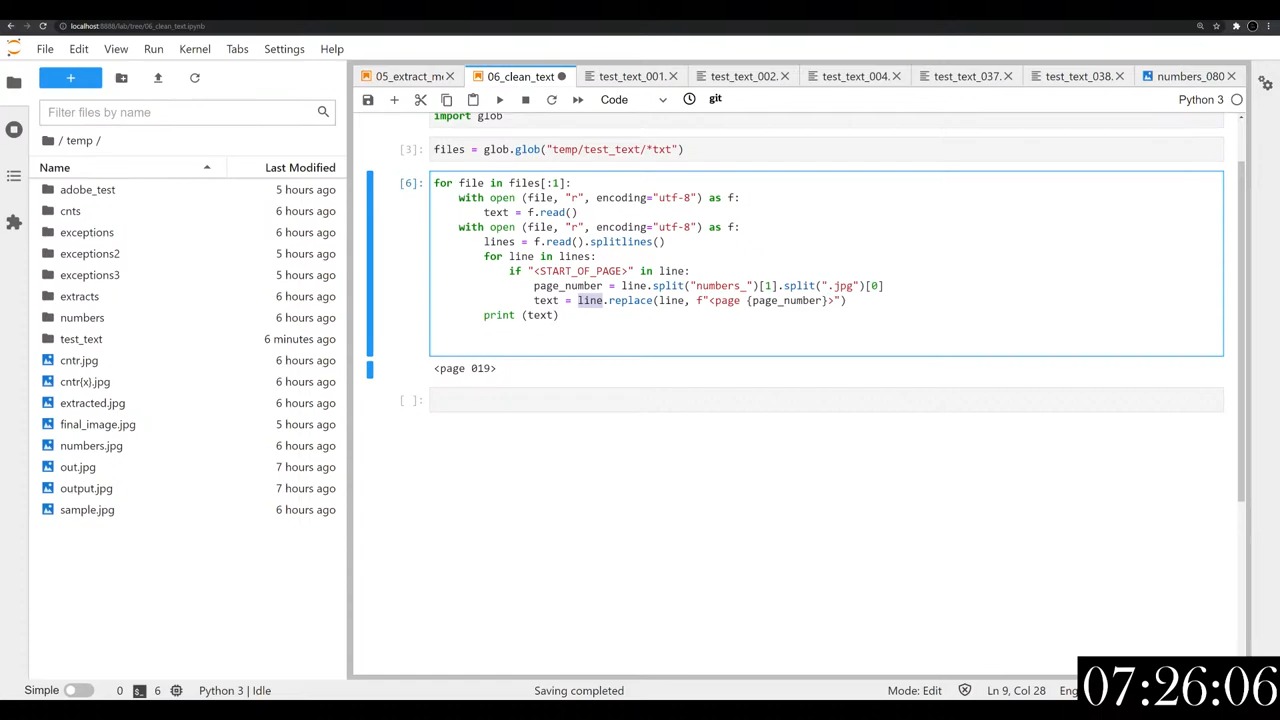 localhost:8888/lab/tree/06_clean_text.ipynb
File Edit View Run Kernel Tabs Settings Help
+
Filter files by name
/ temp /
Name Last Modified
adobe_test 5 hours ago
cnts 6 hours ago
exceptions 6 hours ago
exceptions2 6 hours ago
exceptions3 6 hours ago
extracts 6 hours ago
numbers 6 hours ago
test_text 6 minutes ago
cntr.jpg 6 hours ago
cntr{x}.jpg 6 hours ago
extracted.jpg 6 hours ago
final_image.jpg 5 hours ago
numbers.jpg 6 hours ago
out.jpg 7 hours ago
output.jpg 7 hours ago
sample.jpg 6 hours ago
05_extract_m 06_clean_text test_text_001. test_text_002. test_text_004. test_text_037. test_text_038. numbers_080
Code git Python 3
import glob
[3]: files = glob.glob("temp/test_text/*txt")
[6]: for file in files[:1]:
with open (file, "r", encoding="utf-8") as f:
text = f.read()
with open (file, "r", encoding="utf-8") as f:
lines = f.read().splitlines()
for line in lines:
if "<START_OF_PAGE>" in line:
page_number = line.split("numbers_")[1].split(".jpg")[0]
text = line.replace(line, f"<page {page_number}>")
print (text)
<page 019>
[ ]:
Simple 0 6 Python 3 | Idle Saving completed Mode: Edit Ln 9, Col 28 Eng
07:26:06